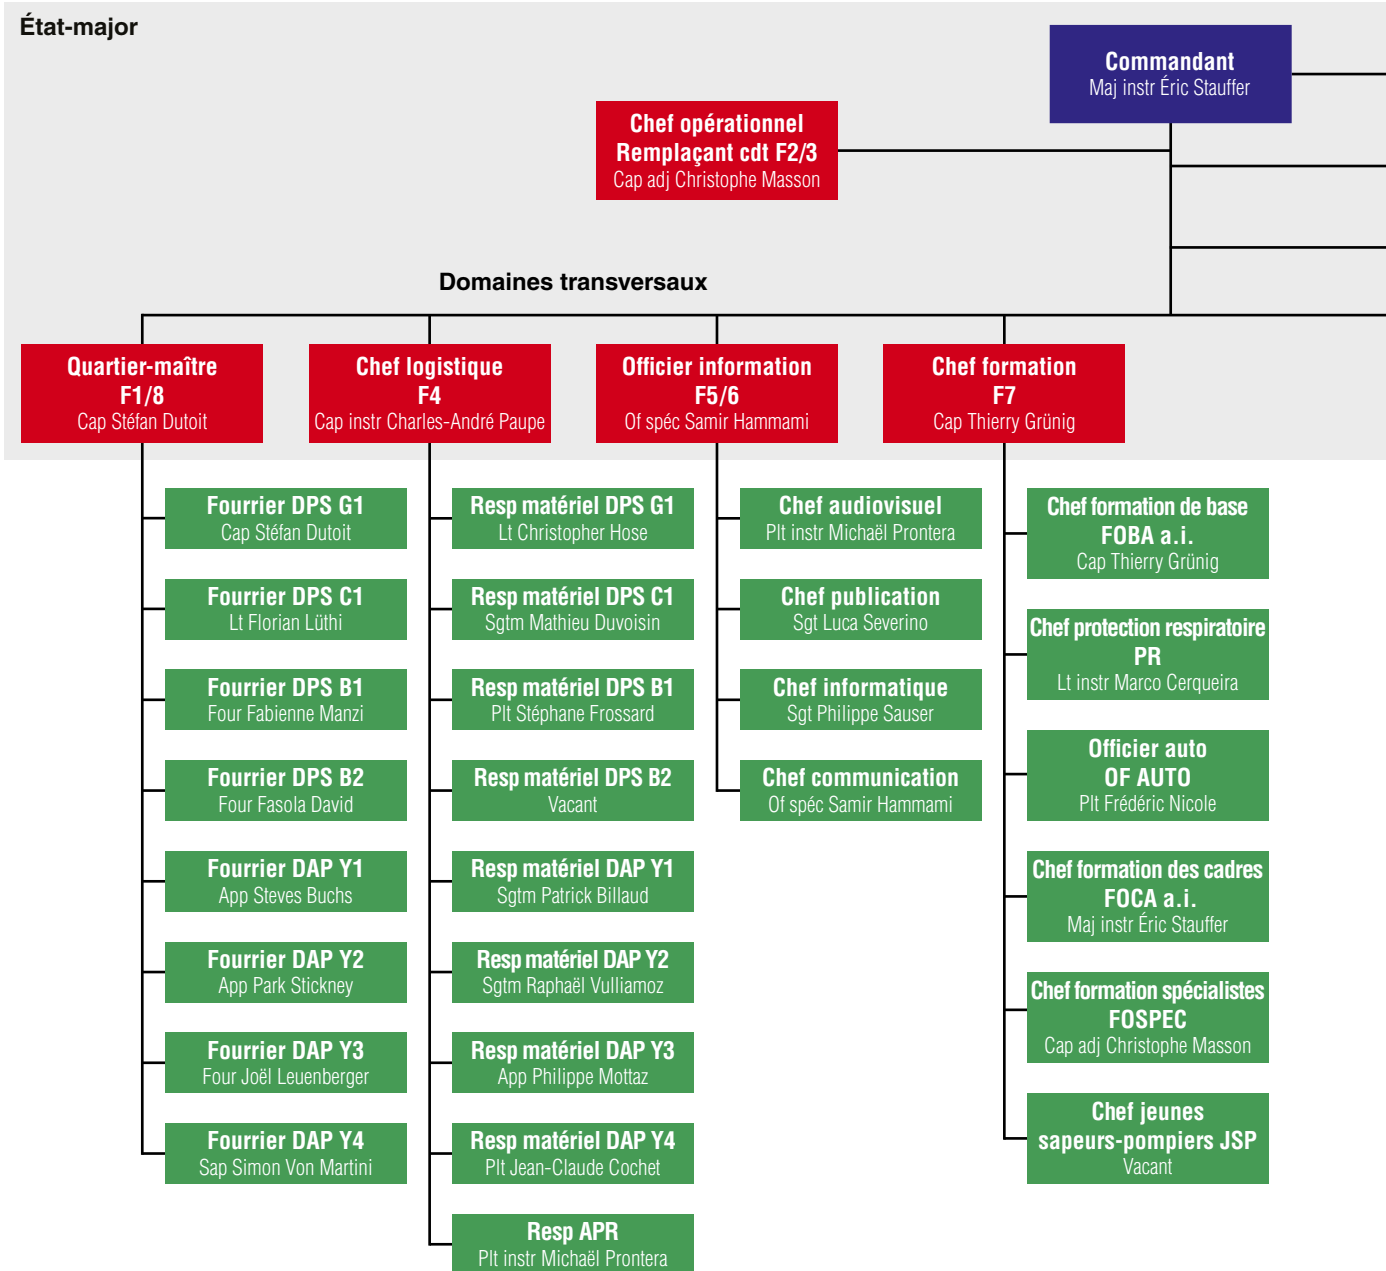 État-major
Commandant
Maj instr Éric Stauffer
Chef opérationnel
Remplaçant cdt F2/3
Cap adj Christophe Masson
Domaines transversaux
Quartier-maître
F1/8
Cap Stéfan Dutoit
Fourrier DPS G1
Cap Stéfan Dutoit
Fourrier DPS C1
Lt Florian Lüthi
Fourrier DPS B1
Four Fabienne Manzi
Fourrier DPS B2
Four Fasola David
Fourrier DAP Y1
App Steves Buchs
Fourrier DAP Y2
App Park Stickney
Fourrier DAP Y3
Four Joël Leuenberger
Fourrier DAP Y4
Sap Simon Von Martini
Chef logistique
F4
Cap instr Charles-André Paupe
Resp matériel DPS G1
Lt Christopher Hose
Resp matériel DPS C1
Sgtm Mathieu Duvoisin
Resp matériel DPS B1
Plt Stéphane Frossard
Resp matériel DPS B2
Vacant
Resp matériel DAP Y1
Sgtm Patrick Billaud
Resp matériel DAP Y2
Sgtm Raphaël Vulliamoz
Resp matériel DAP Y3
App Philippe Mottaz
Resp matériel DAP Y4
Plt Jean-Claude Cochet
Resp APR
Plt instr Michaël Prontera
Officier information
F5/6
Of spéc Samir Hammami
Chef audiovisuel
Plt instr Michaël Prontera
Chef publication
Sgt Luca Severino
Chef informatique
Sgt Philippe Sauser
Chef communication
Of spéc Samir Hammami
Chef formation
F7
Cap Thierry Grünig
Chef formation de base
FOBA a.i.
Cap Thierry Grünig
Chef protection respiratoire
PR
Lt instr Marco Cerqueira
Officier auto
OF AUTO
Plt Frédéric Nicole
Chef formation des cadres
FOCA a.i.
Maj instr Éric Stauffer
Chef formation spécialistes
FOSPEC
Cap adj Christophe Masson
Chef jeunes
sapeurs-pompiers JSP
Vacant